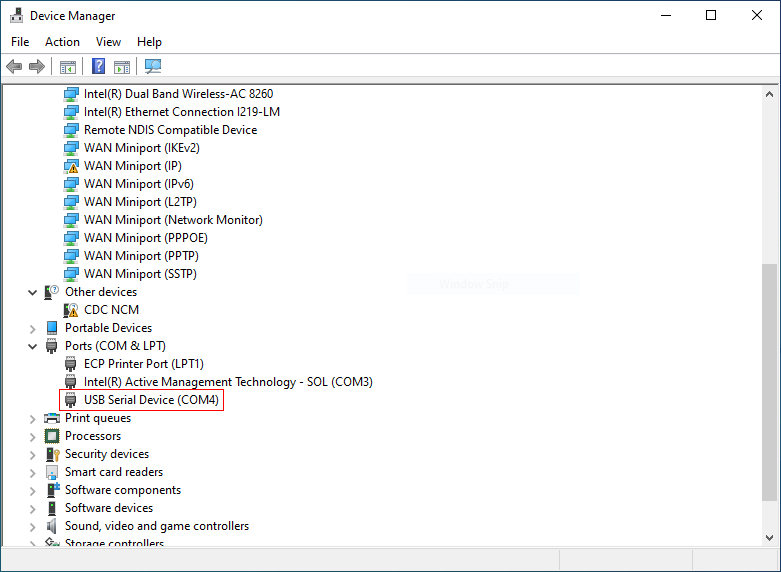 Device Manager
File Action View Help
Intel(R) Dual Band Wireless-AC 8260
Intel(R) Ethernet Connection I219-LM
Remote NDIS Compatible Device
WAN Miniport (IKEv2)
WAN Miniport (IP)
WAN Miniport (IPv6)
WAN Miniport (L2TP)
WAN Miniport (Network Monitor)
WAN Miniport (PPPOE)
WAN Miniport (PPTP)
WAN Miniport (SSTP)
Window Snip
Other devices
CDC NCM
Portable Devices
Ports (COM & LPT)
ECP Printer Port (LPT1)
Intel(R) Active Management Technology - SOL (COM3)
USB Serial Device (COM4)
Print queues
Processors
Security devices
Smart card readers
Software components
Software devices
Sound, video and game controllers
Storage controllers